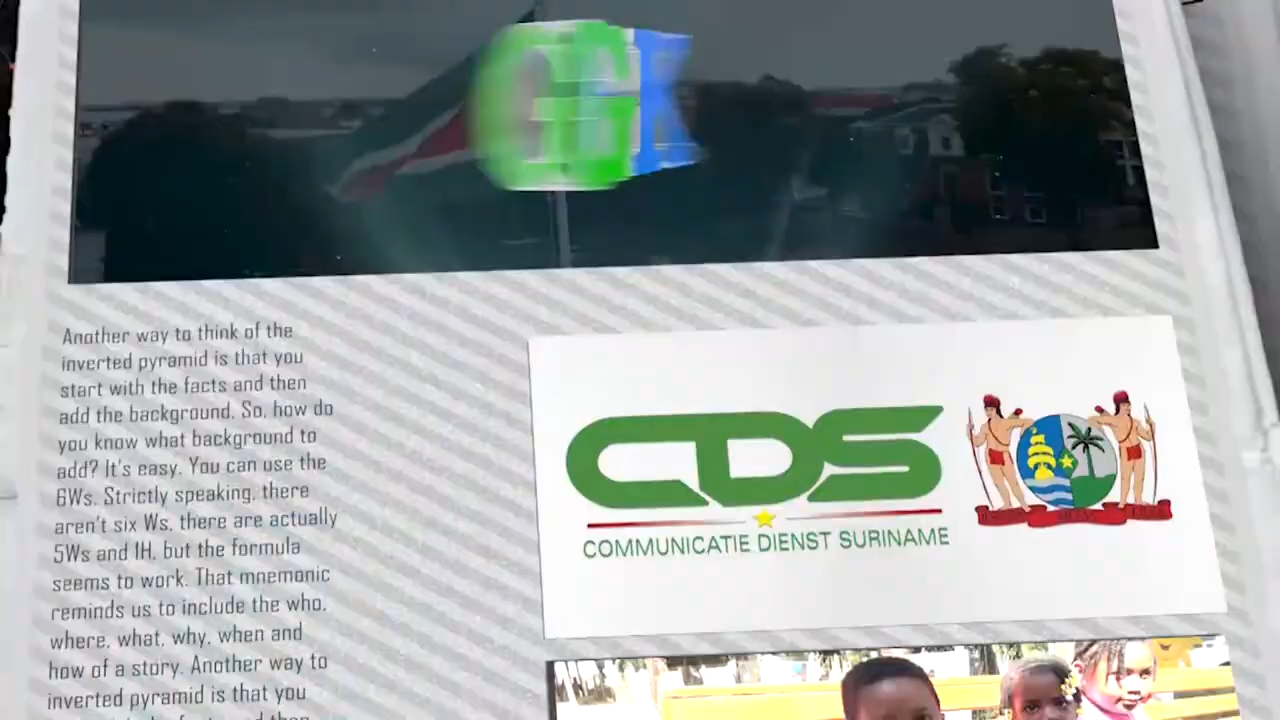 Another way to think of the
inverted pyramid is that you
start with the facts and then
add the background. So, how do
you know what background to
add? It's easy. You can use the
6Ws. Strictly speaking, there
aren't six Ws, there are actually
5Ws and 1H, but the formula
seems to work. That mnemonic
reminds us to include the who,
where, what, why, when and
how of a story. Another way to
inverted pyramid is that you
CDS
COMMUNICATIE DIENST SURINAME